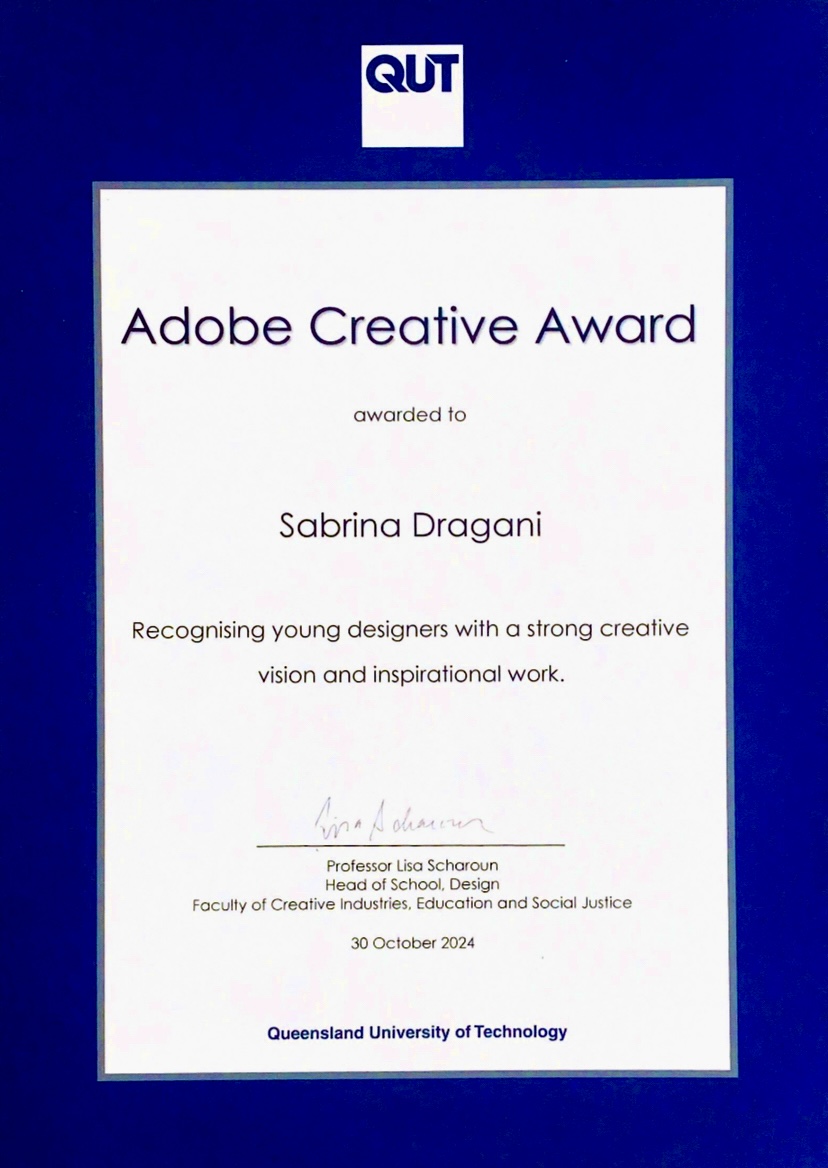 QUT
Adobe Creative Award
awarded to
Sabrina Dragani
Recognising young designers with a strong creative
vision and inspirational work.
Lisa Scharoun
Professor Lisa Scharoun
Head of School, Design
Faculty of Creative Industries, Education and Social Justice
30 October 2024
Queensland University of Technology